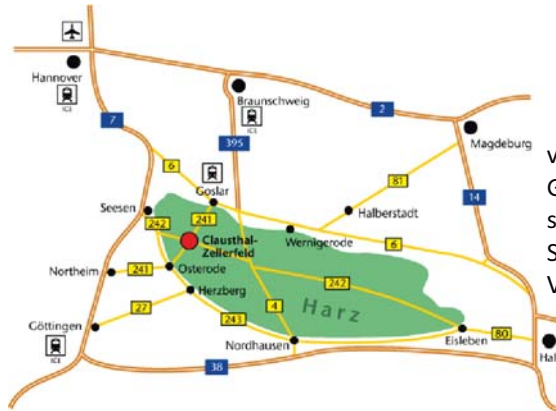 Hannover
ICE
Braunschweig
ICE
2
7
Magdeburg
6
395
81
14
Goslar
Seesen
241
Halberstadt
242
Clausthal-
Zellerfeld
Wernigerode
6
Northeim
241
Osterode
242
Herzberg
27
4
Harz
243
Göttingen
ICE
Nordhausen
Eisleben
80
38
Hal
v
G
s
S
V